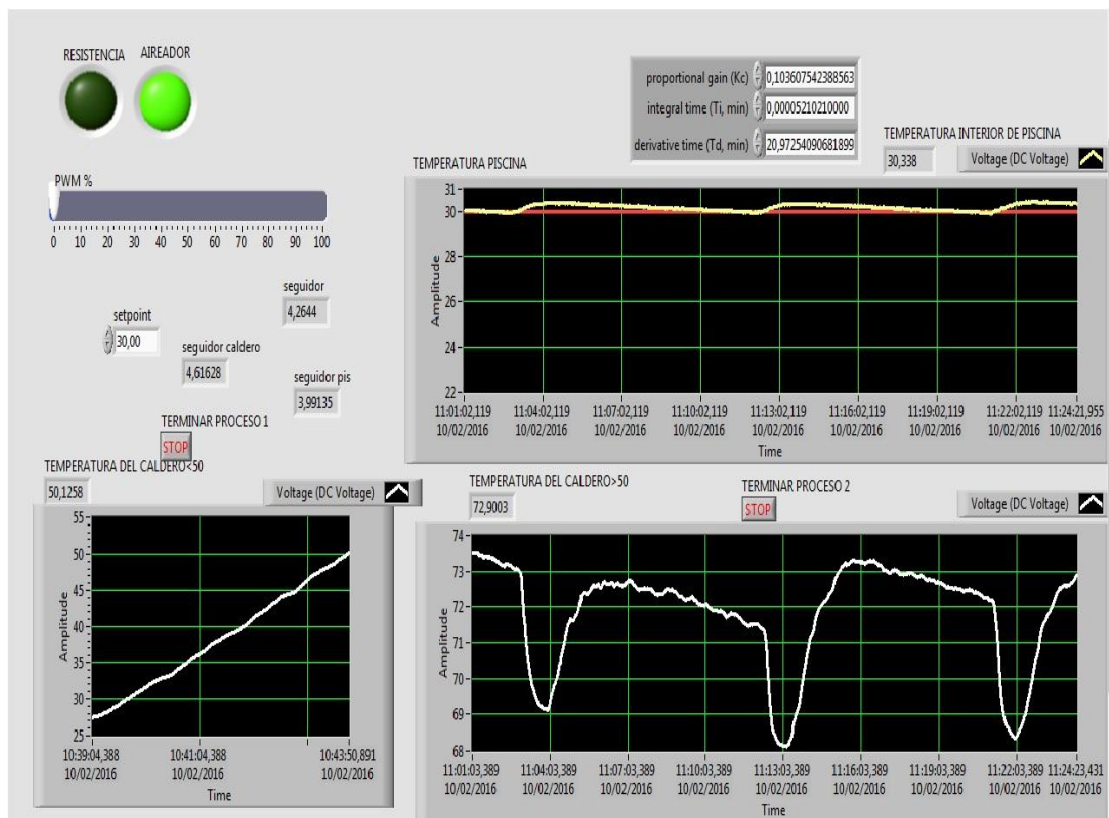 RESISTENCIA AIREADOR
proportional gain (Kc) 0,103607542388563
integral time (Ti, min) 0,00005210210000
derivative time (Td, min) 20,97254090681899
TEMPERATURA INTERIOR DE PISCINA
30,338 Voltage (DC Voltage)
PWM %
0 10 20 30 40 50 60 70 80 90 100
setpoint
30,00
seguidor
4,2644
seguidor caldero
4,61628
seguidor pis
3,99135
TERMINAR PROCESO 1
STOP
TEMPERATURA PISCINA
Amplitude
31
30
28
26
24
22
11:01:02,119 11:04:02,119 11:07:02,119 11:10:02,119 11:13:02,119 11:16:02,119 11:19:02,119 11:22:02,119 11:24:21,955
10/02/2016 10/02/2016 10/02/2016 10/02/2016 10/02/2016 10/02/2016 10/02/2016 10/02/2016 10/02/2016
Time
TEMPERATURA DEL CALDERO<50
50,1258 Voltage (DC Voltage)
Amplitude
55
50
45
40
35
30
25
10:39:04,388 10:41:04,388 10:43:50,891
10/02/2016 10/02/2016 10/02/2016
Time
TEMPERATURA DEL CALDERO>50
72,9003
TERMINAR PROCESO 2
STOP
Voltage (DC Voltage)
Amplitude
74
73
72
71
70
69
68
11:01:03,389 11:04:03,389 11:07:03,389 11:10:03,389 11:13:03,389 11:16:03,389 11:19:03,389 11:22:03,389 11:24:23,431
10/02/2016 10/02/2016 10/02/2016 10/02/2016 10/02/2016 10/02/2016 10/02/2016 10/02/2016 10/02/2016
Time